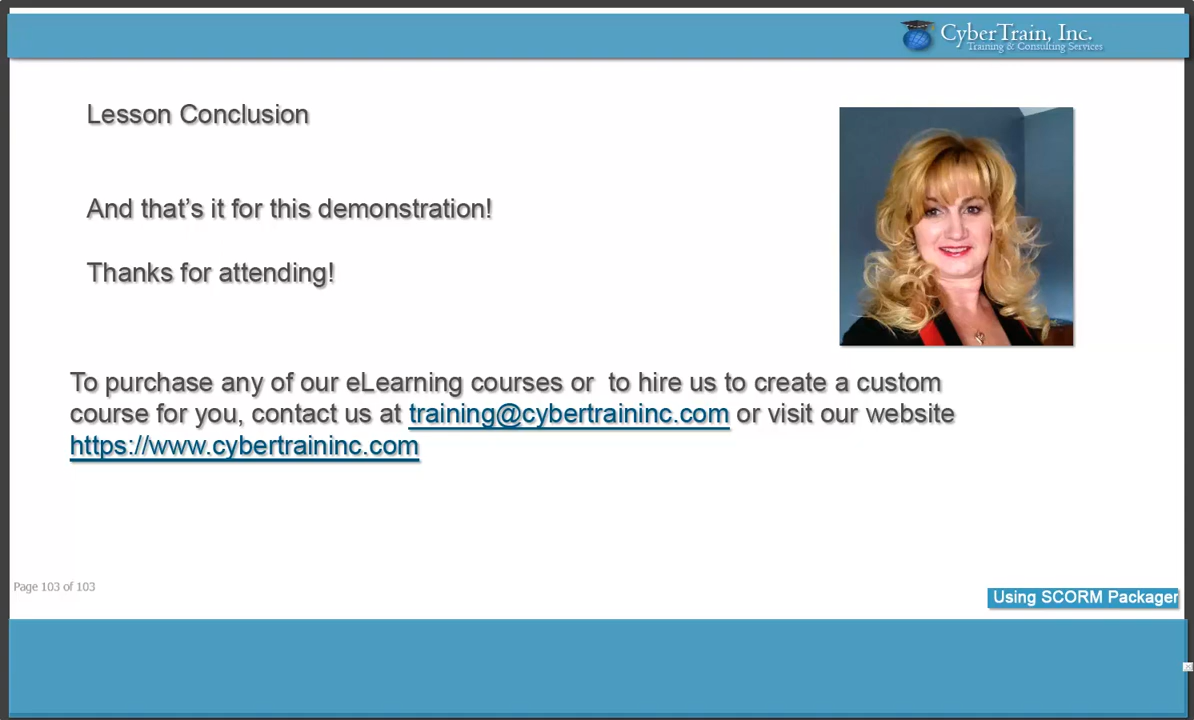 CyberTrain, Inc.
Training & Consulting Services
Lesson Conclusion
And that’s it for this demonstration!
Thanks for attending!
To purchase any of our eLearning courses or  to hire us to create a custom
course for you, contact us at training@cybertraininc.com or visit our website
https://www.cybertraininc.com
Page 103 of 103
Using SCORM Packager